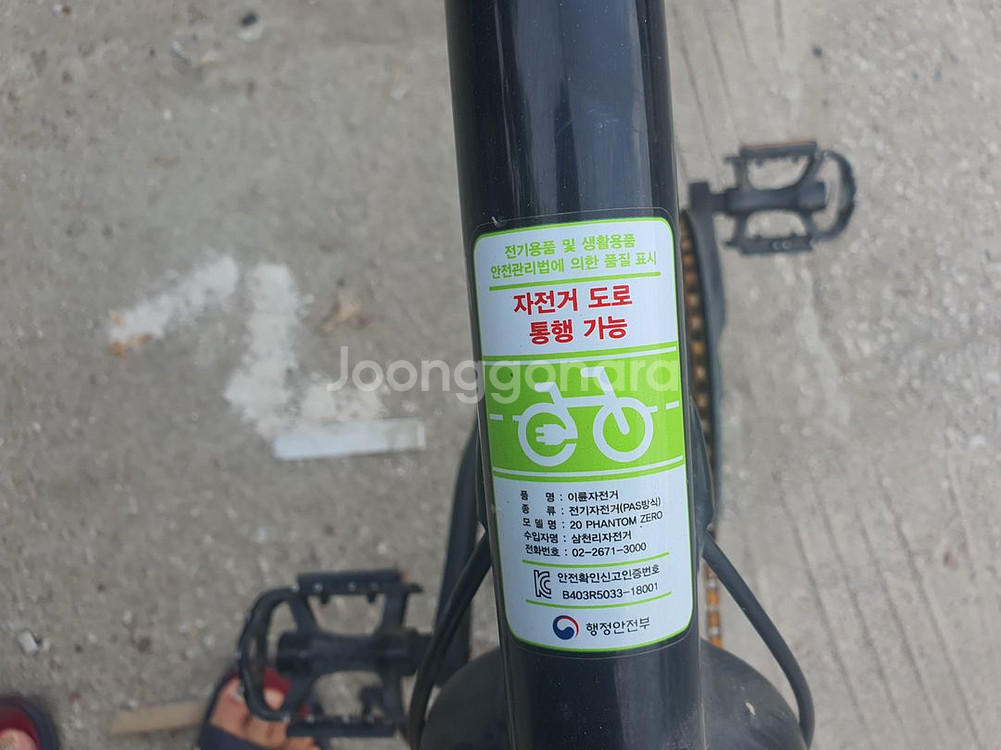 전기용품 및 생활용품
안전관리법에 의한 품질 표시
자전거 도로
통행 가능
Joonggonara
품 명 : 이륜자전거
종 류 : 전기자전거(PAS방식)
모 델 명 : 20 PHANTOM ZERO
수입자명 : 삼천리자전거
전화번호 : 02-2671-3000
안전확인신고인증번호
B403R5033-18001
행정안전부